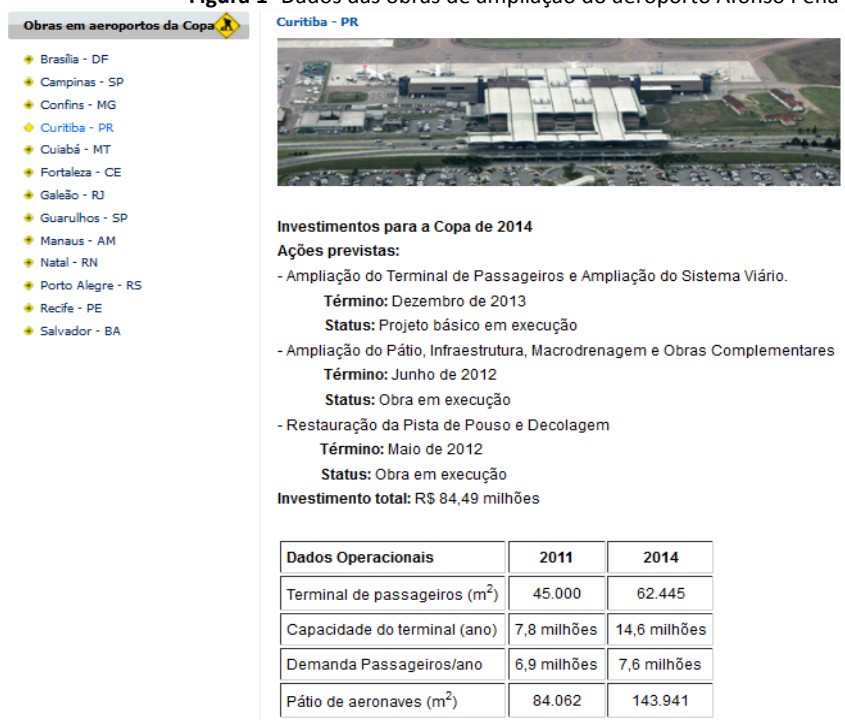 Figura 1- Dados das obras de ampliação do aeroporto Afonso Pena
Obras em aeroportos da Copa
Brasília - DF
Campinas - SP
Confins - MG
Curitiba - PR
Cuiabá - MT
Fortaleza - CE
Galeão - RJ
Guarulhos - SP
Manaus - AM
Natal - RN
Porto Alegre - RS
Recife - PE
Salvador - BA
Curitiba - PR
Investimentos para a Copa de 2014
Ações previstas:
- Ampliação do Terminal de Passageiros e Ampliação do Sistema Viário.
Término: Dezembro de 2013
Status: Projeto básico em execução
- Ampliação do Pátio, Infraestrutura, Macrodrenagem e Obras Complementares
Término: Junho de 2012
Status: Obra em execução
- Restauração da Pista de Pouso e Decolagem
Término: Maio de 2012
Status: Obra em execução
Investimento total: R$ 84,49 milhões
Dados Operacionais 2011 2014
Terminal de passageiros (m²) 45.000 62.445
Capacidade do terminal (ano) 7,8 milhões 14,6 milhões
Demanda Passageiros/ano 6,9 milhões 7,6 milhões
Pátio de aeronaves (m²) 84.062 143.941